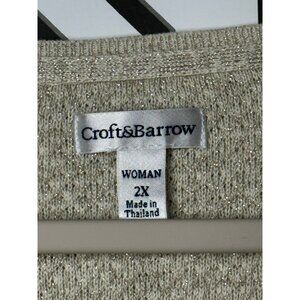 Croft&Barrow
WOMAN
2X
Made in
Thailand